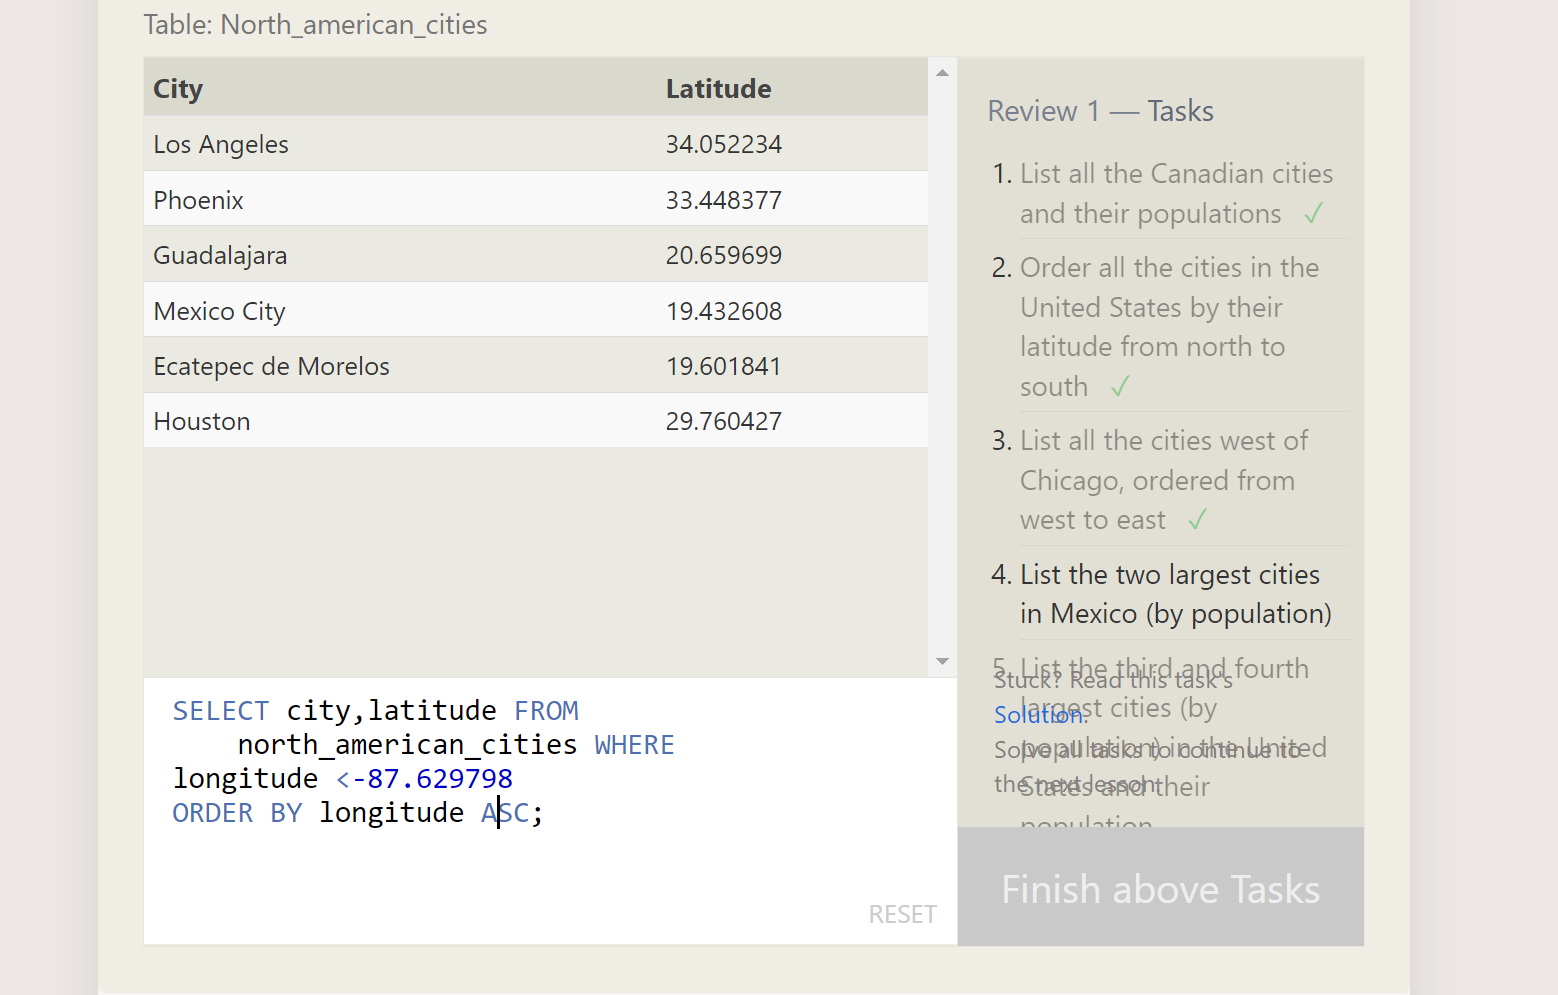 Table: North_american_cities
City Latitude
Los Angeles 34.052234
Phoenix 33.448377
Guadalajara 20.659699
Mexico City 19.432608
Ecatepec de Morelos 19.601841
Houston 29.760427
SELECT city,latitude FROM
north_american_cities WHERE
longitude <-87.629798
ORDER BY longitude ASC;
RESET
Review 1 — Tasks
1. List all the Canadian cities
and their populations ✓
2. Order all the cities in the
United States by their
latitude from north to
south ✓
3. List all the cities west of
Chicago, ordered from
west to east ✓
4. List the two largest cities
in Mexico (by population)
5. List the third and fourth
largest cities (by
population) in the United
States and their
population
Stuck? Read this task's
Solution.
Solve all tasks to continue to
the next lesson.
Finish above Tasks